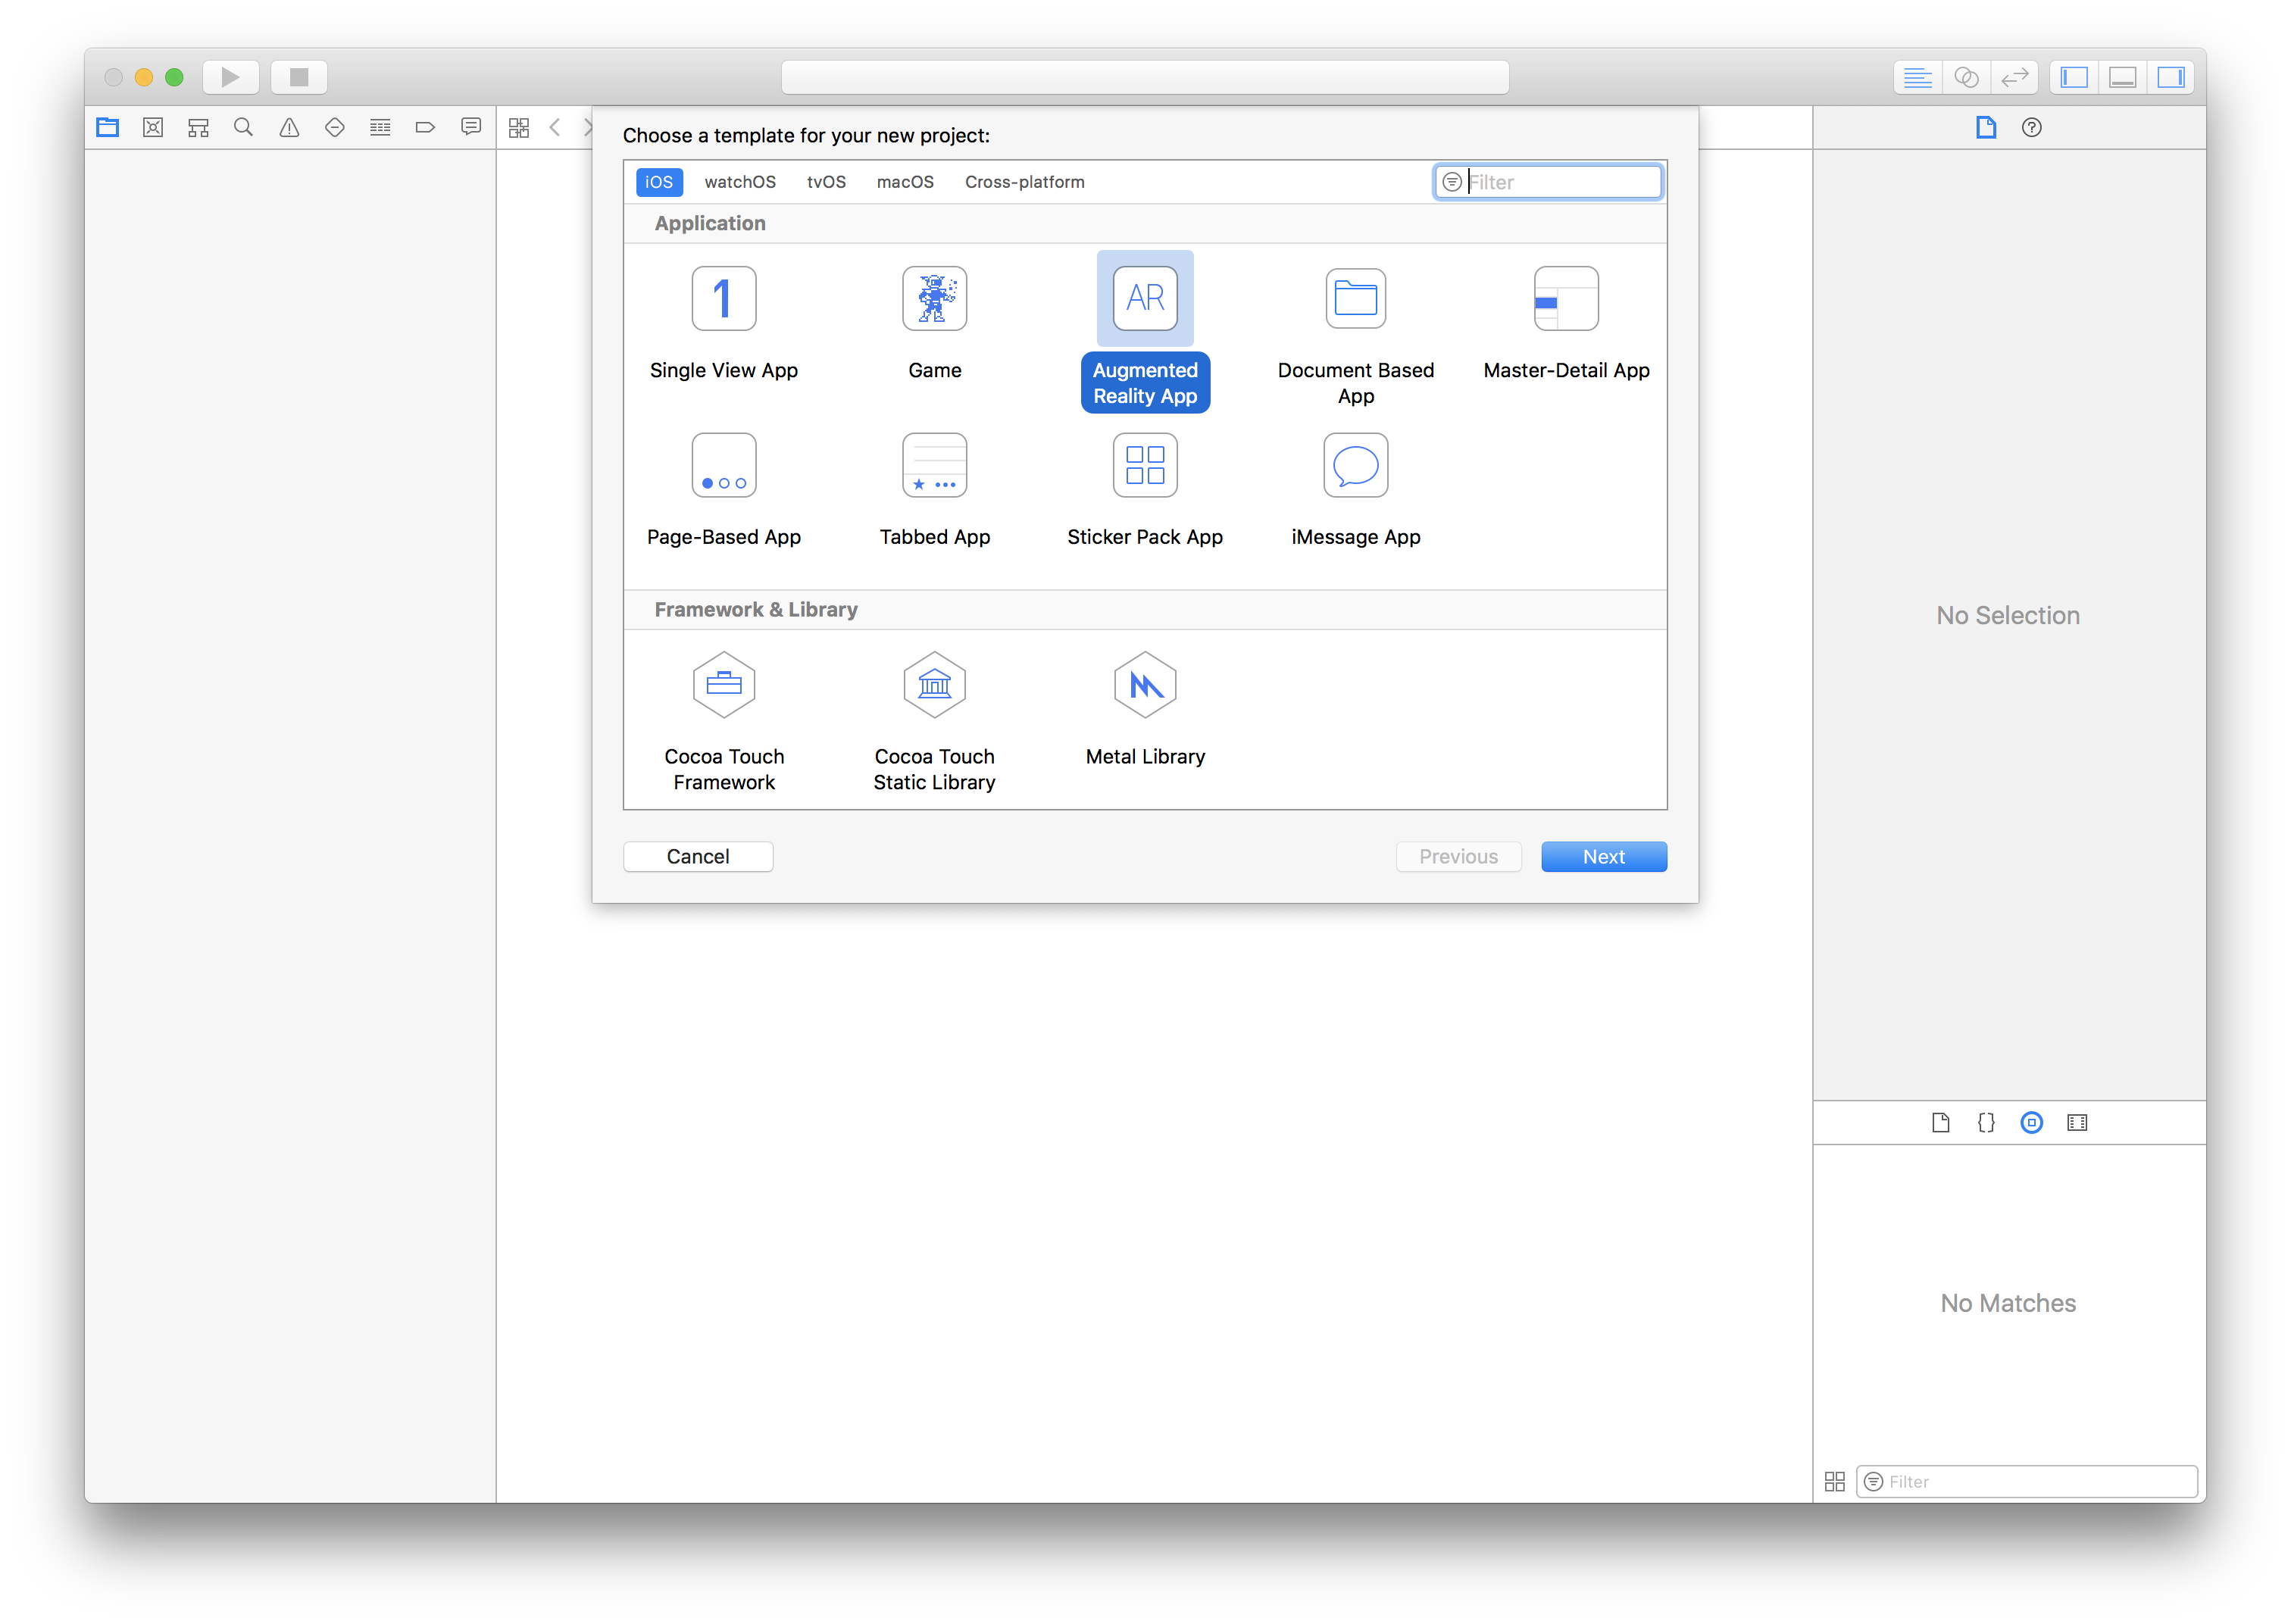 Choose a template for your new project:
iOS watchOS tvOS macOS Cross-platform Filter
Application
1
AR
Single View App
Game
Augmented
Reality App
Document Based
App
Master-Detail App
Page-Based App
Tabbed App
Sticker Pack App
iMessage App
Framework & Library
Cocoa Touch
Framework
Cocoa Touch
Static Library
Metal Library
Cancel
Previous
Next
No Selection
{}
No Matches
Filter